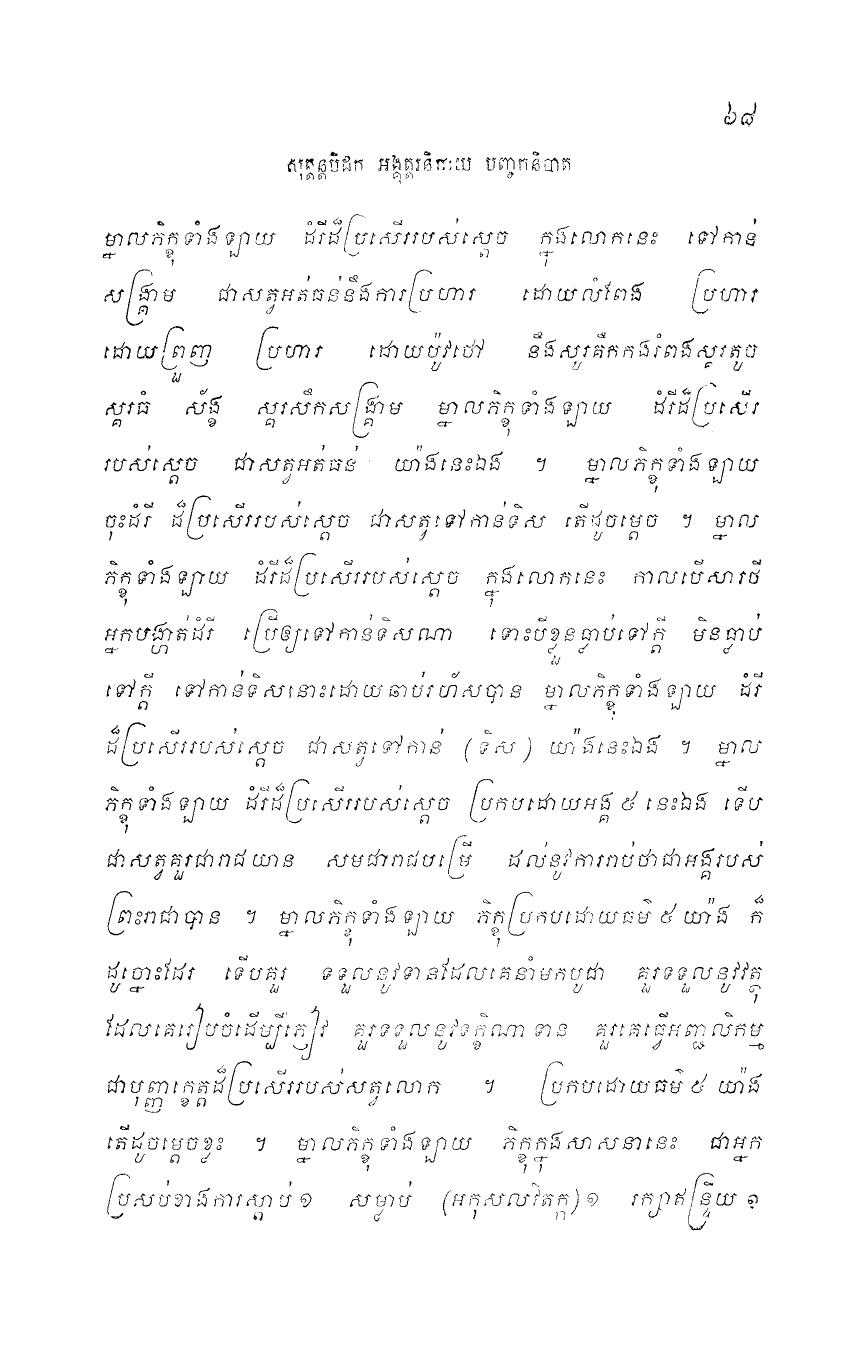 ៦៨
សុត្តន្តបិដក អង្គុត្តរនិកាយ បញ្ចកនិបាត
ម្នាលភិក្ខុទាំងឡាយ ដំរីដ៏ប្រសើររបស់ស្តេច ក្នុងលោកនេះ ទៅកាន់
សង្គ្រាម ជាសត្វអត់ធន់នឹងការប្រហារ ដោយលំពែង ប្រហារ
ដោយព្រួញ ប្រហារ ដោយប៉ូវថៅ នឹងសូរគឹកកងរំពងស្គរតូច
ស្គរធំ ស័ង្ខ ស្គរសឹកសង្គ្រាម ម្នាលភិក្ខុទាំងឡាយ ដំរីដ៏ប្រសើរ
របស់ស្តេច ជាសត្វអត់ធន់ យ៉ាងនេះឯង ។ ម្នាលភិក្ខុទាំងឡាយ
ចុះដំរី ដ៏ប្រសើររបស់ស្តេច ជាសត្វទៅកាន់ទិស តើដូចម្តេច ។ ម្នាល
ភិក្ខុទាំងឡាយ ដំរីដ៏ប្រសើររបស់ស្តេច ក្នុងលោកនេះ កាលបើសារថី
អ្នកបង្ហាត់ដំរី ប្រើឲ្យទៅកាន់ទិសណា ទោះបីខ្លួនធ្លាប់ទៅក្តី មិនធ្លាប់
ទៅក្តី ទៅកាន់ទិសនោះដោយឆាប់រហ័សបាន ម្នាលភិក្ខុទាំងឡាយ ដំរី
ដ៏ប្រសើររបស់ស្តេច ជាសត្វទៅកាន់ (ទិស) យ៉ាងនេះឯង ។ ម្នាល
ភិក្ខុទាំងឡាយ ដំរីដ៏ប្រសើររបស់ស្តេច ប្រកបដោយអង្គ ៥ នេះឯង ទើប
ជាសត្វគួរជារាជយាន សមជារាជបម្រើ ដល់នូវការរាប់ថាជាអង្គរបស់
ព្រះរាជាបាន ។ ម្នាលភិក្ខុទាំងឡាយ ភិក្ខុប្រកបដោយធម៌ ៥ យ៉ាង ក៏
ដូច្នោះដែរ ទើបគួរ ទទួលនូវទានដែលគេនាំមកបូជា គួរទទួលនូវវត្ថុ
ដែលគេរៀបចំដើម្បីភ្ញៀវ គួរទទួលនូវទក្ខិណាទាន គួរគេធ្វើអញ្ជលិកម្ម
ជាបុញ្ញក្ខេត្តដ៏ប្រសើររបស់សត្វលោក ។ ប្រកបដោយធម៌ ៥ យ៉ាង
តើដូចម្តេចខ្លះ ។ ម្នាលភិក្ខុទាំងឡាយ ភិក្ខុក្នុងសាសនានេះ ជាអ្នក
ប្រសប់ខាងការស្តាប់ ១ សម្លាប់ (អកុសលវិតក្ក) ១ រក្សាឥន្ទ្រីយ ១